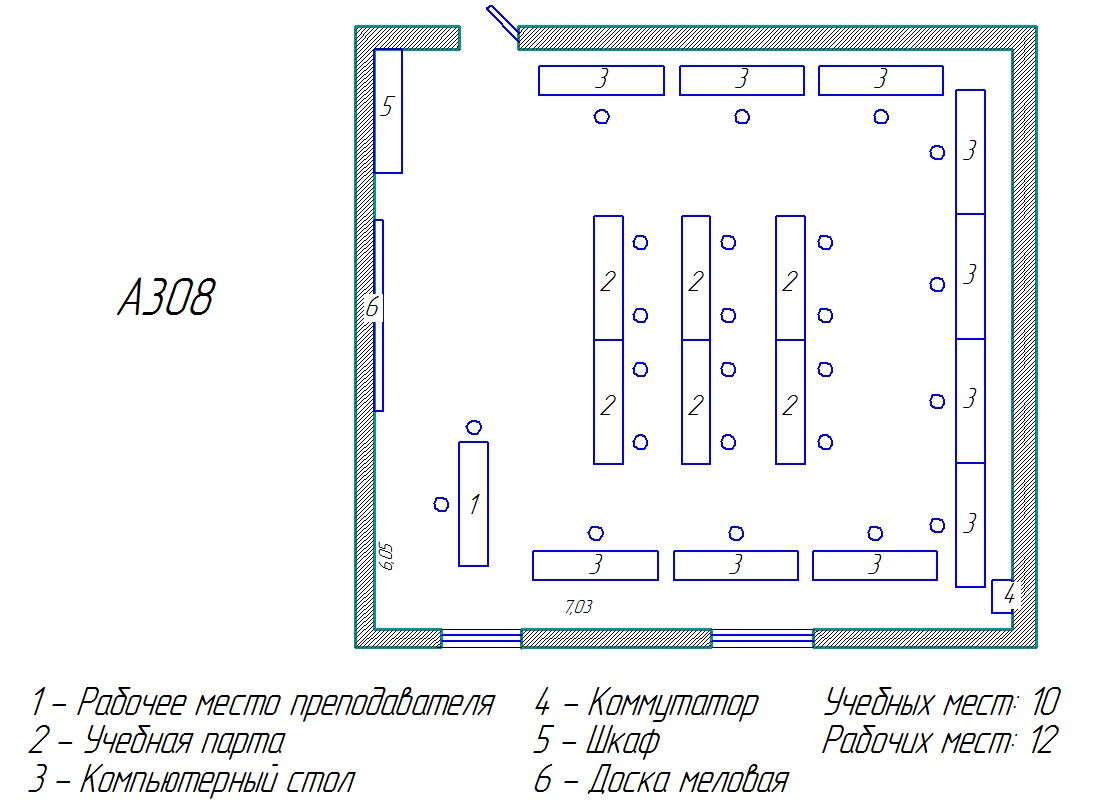 3 3 3
5
3
А308
2 2 2
3
6
2 2 2
3
1
3
6,05
3 3 3
4
7,03
1 – Рабочее место преподавателя
4 – Коммутатор
Учебных мест: 10
2 – Учебная парта
5 – Шкаф
Рабочих мест: 12
3 – Компьютерный стол
6 – Доска меловая